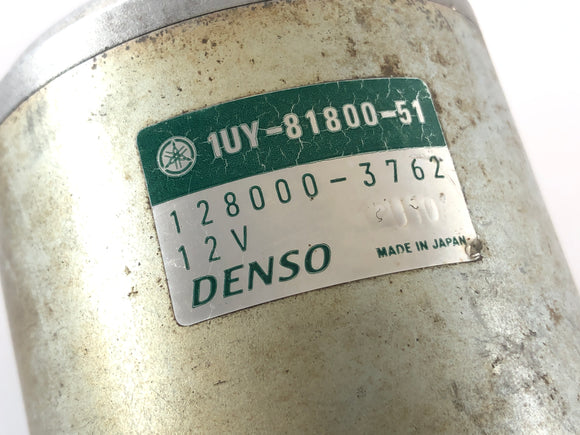 1UY-81800-51
128000-3762
12V
DENSO MADE IN JAPAN